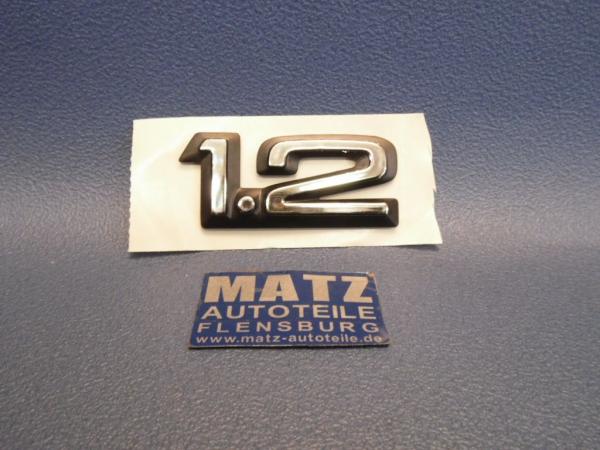 1.2
MATZ
AUTOTEILE
FLENSBURG
www.matz-autoteile.de